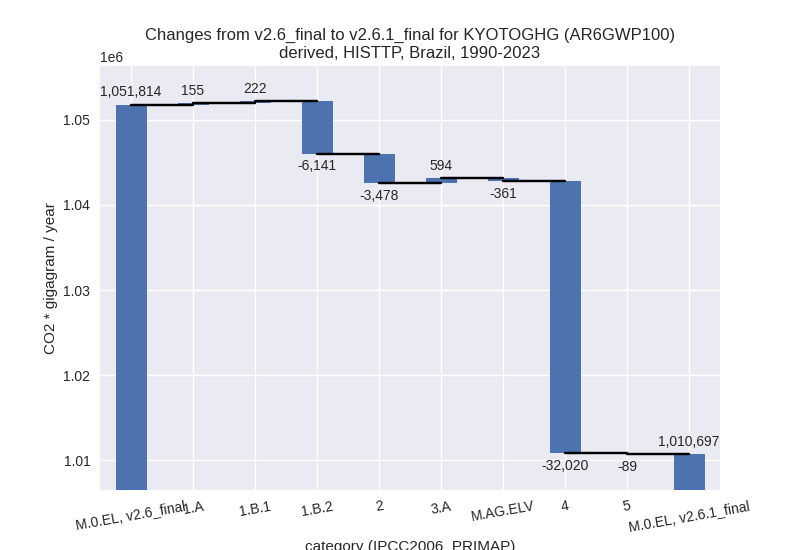 Changes from v2.6_final to v2.6.1_final for KYOTOGHG (AR6GWP100)
derived, HISTTP, Brazil, 1990-2023
1e6
1,051,814
155
222
-6,141
-3,478
594
-361
-32,020
-89
1,010,697
1.05
1.04
1.03
1.02
1.01
CO2 * gigagram / year
M.0.EL, v2.6_final
1.A
1.B.1
1.B.2
2
3.A
M.AG.ELV
4
5
M.0.EL, v2.6.1_final
category (IPCC2006_PRIMAP)